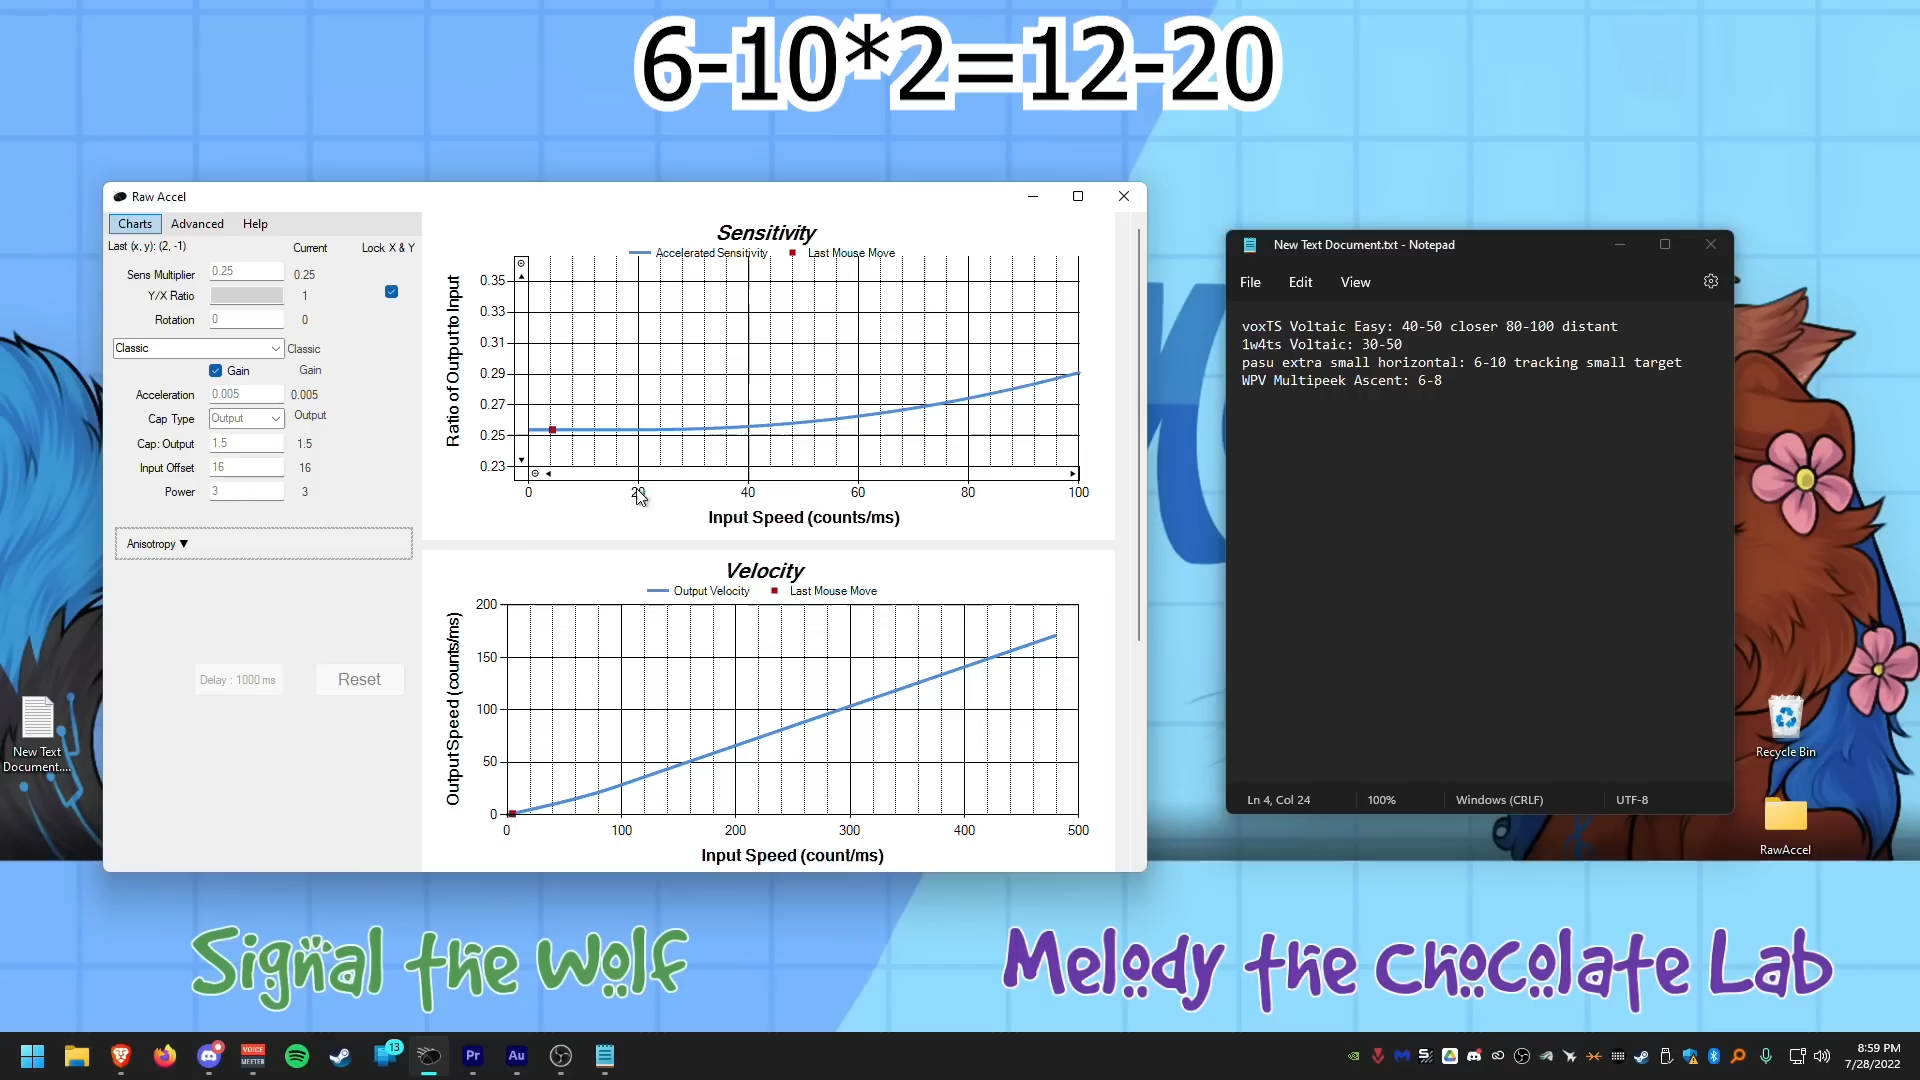 6-10*2=12-20
Raw Accel
Charts Advanced Help
Last (x, y): (2, -1)
Current
Lock X & Y
Sens Multiplier 0.25 0.25
Y/X Ratio 1
Rotation 0 0
Classic Classic
Gain Gain
Acceleration 0.005 0.005
Cap Type Output Output
Cap: Output 1.5 1.5
Input Offset 16 16
Power 3 3
Anisotropy ▼
Delay : 1000 ms Reset
Sensitivity
Accelerated Sensitivity Last Mouse Move
Ratio of Output to Input
0.35
0.33
0.31
0.29
0.27
0.25
0.23
0 20 40 60 80 100
Input Speed (counts/ms)
Velocity
Output Velocity Last Mouse Move
Output Speed (counts/ms)
200
150
100
50
0
0 100 200 300 400 500
Input Speed (count/ms)
New Text Document.txt - Notepad
File Edit View
voxTS Voltaic Easy: 40-50 closer 80-100 distant
1w4ts Voltaic: 30-50
pasu extra small horizontal: 6-10 tracking small target
WPV Multipeek Ascent: 6-8
Ln 4, Col 24 100% Windows (CRLF) UTF-8
New Text
Document....
Recycle Bin
RawAccel
Signal the Wolf
Melody the Chocolate Lab
VOICE
MEETER
13
Pr
Au
8:59 PM
7/28/2022